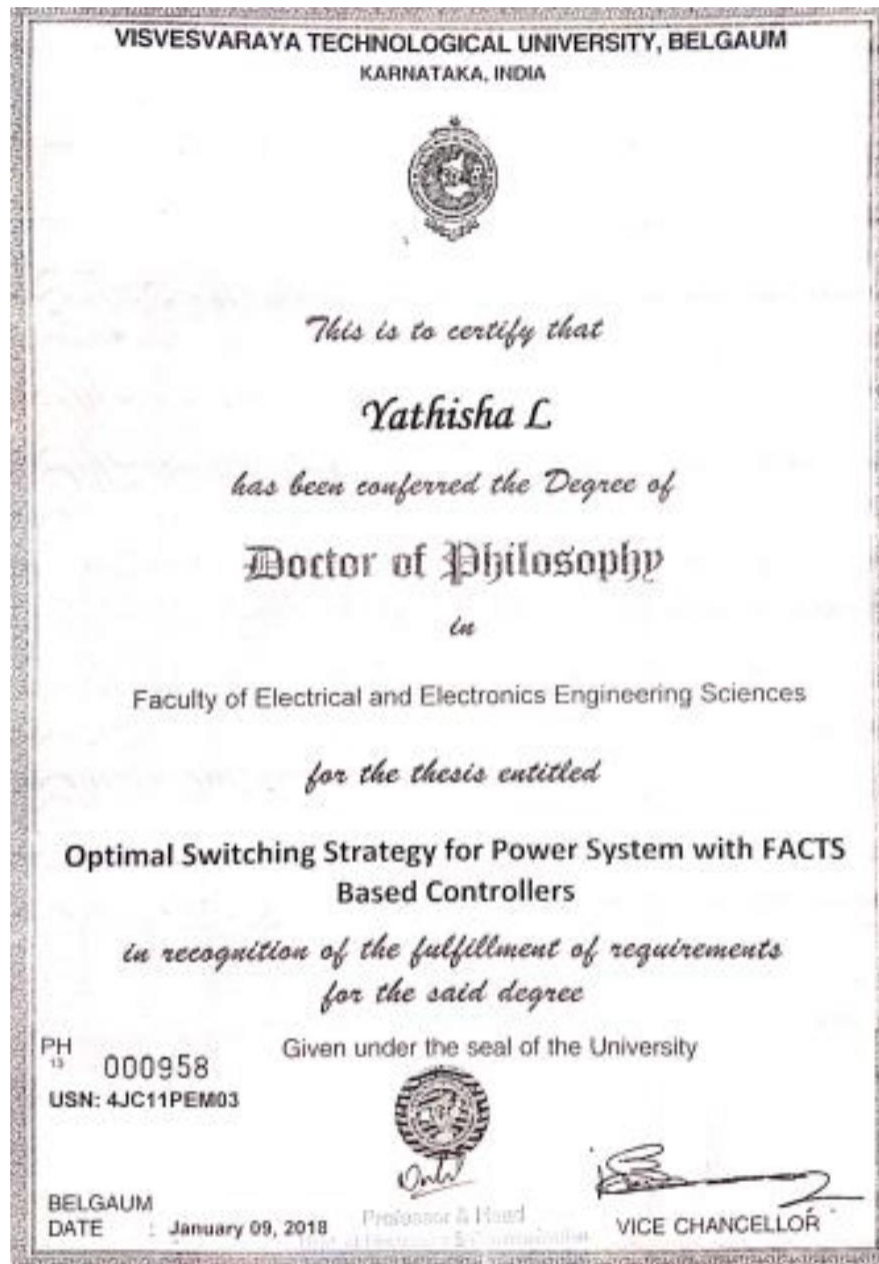 VISVESVARAYA TECHNOLOGICAL UNIVERSITY, BELGAUM
KARNATAKA, INDIA
This is to certify that
Yathisha L
has been conferred the Degree of
Doctor of Philosophy
in
Faculty of Electrical and Electronics Engineering Sciences
for the thesis entitled
Optimal Switching Strategy for Power System with FACTS
Based Controllers
in recognition of the fulfillment of requirements
for the said degree
Given under the seal of the University
PH
13 000958
USN: 4JC11PEM03
BELGAUM
DATE : January 09, 2018
Professor & Head
VICE CHANCELLOR